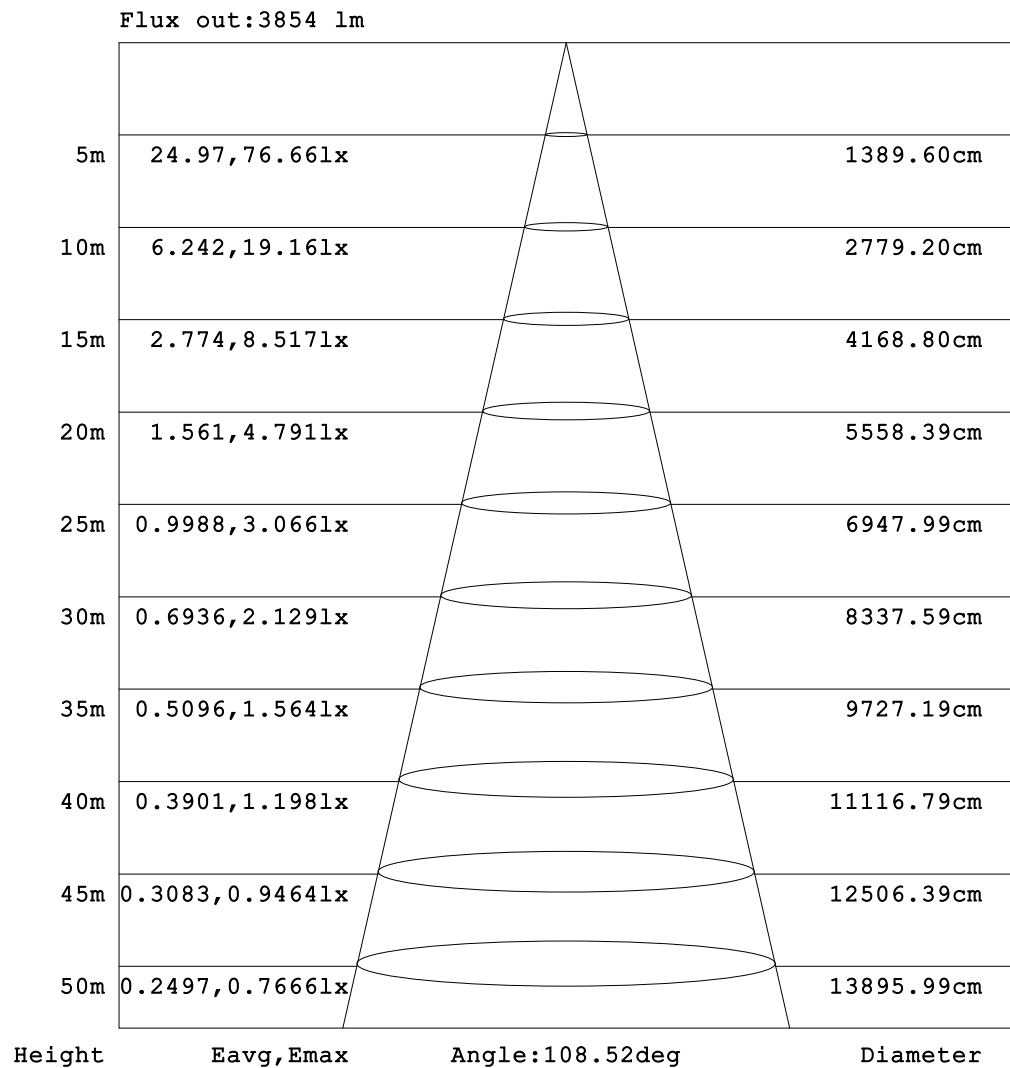 Flux out:3854 lm
5m 24.97,76.66lx 1389.60cm
10m 6.242,19.16lx 2779.20cm
15m 2.774,8.517lx 4168.80cm
20m 1.561,4.791lx 5558.39cm
25m 0.9988,3.066lx 6947.99cm
30m 0.6936,2.129lx 8337.59cm
35m 0.5096,1.564lx 9727.19cm
40m 0.3901,1.198lx 11116.79cm
45m 0.3083,0.9464lx 12506.39cm
50m 0.2497,0.7666lx 13895.99cm
Height Eavg,Emax Angle:108.52deg Diameter